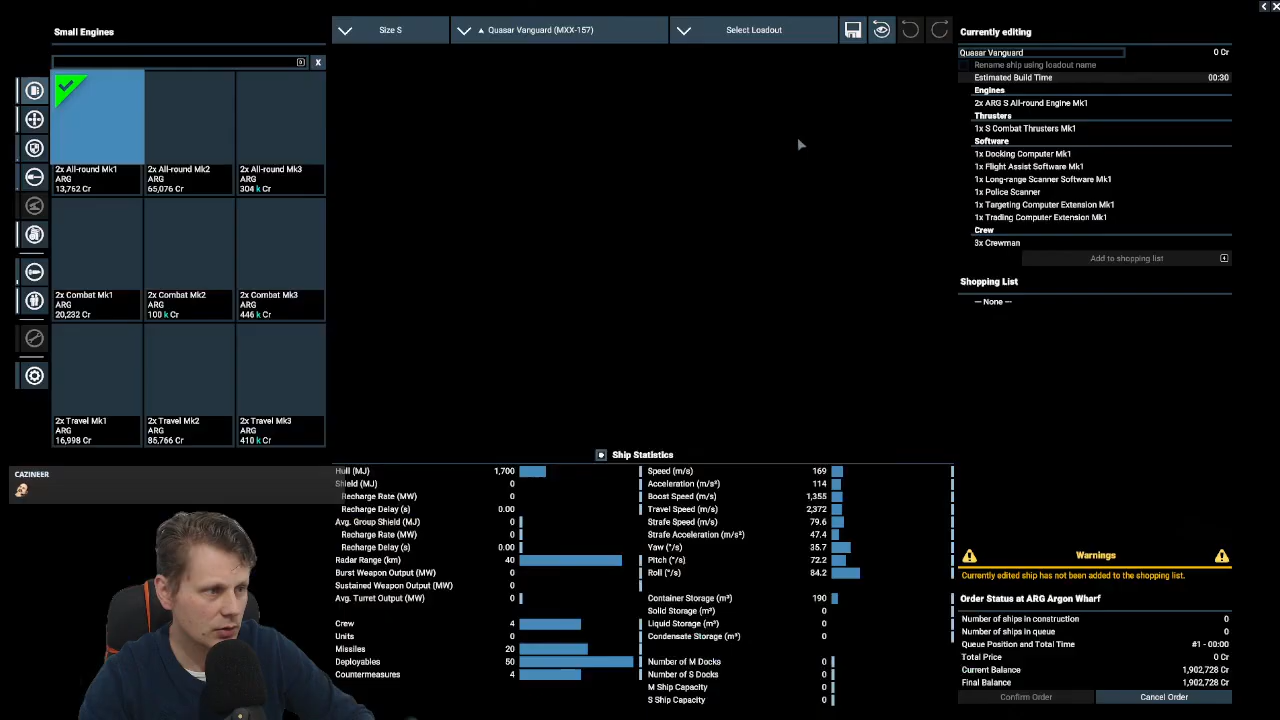 Small Engines
X
2x All-round Mk1
ARG
13,762 Cr
2x All-round Mk2
ARG
65,076 Cr
2x All-round Mk3
ARG
304 k Cr
2x Combat Mk1
ARG
20,232 Cr
2x Combat Mk2
ARG
100 k Cr
2x Combat Mk3
ARG
446 k Cr
2x Travel Mk1
ARG
16,998 Cr
2x Travel Mk2
ARG
85,766 Cr
2x Travel Mk3
ARG
410 k Cr
CAZINEER
Size S
Quasar Vanguard (MXX-157)
Select Loadout
Ship Statistics
Hull (MJ) 1,700
Shield (MJ) 0
Recharge Rate (MW) 0
Recharge Delay (s) 0.00
Avg. Group Shield (MJ) 0
Recharge Rate (MW) 0
Recharge Delay (s) 0.00
Radar Range (km) 40
Burst Weapon Output (MW) 0
Sustained Weapon Output (MW) 0
Avg. Turret Output (MW) 0
Crew 4
Units 0
Missiles 20
Deployables 50
Countermeasures 4
Speed (m/s) 169
Acceleration (m/s²) 114
Boost Speed (m/s) 1,355
Travel Speed (m/s) 2,372
Strafe Speed (m/s) 79.6
Strafe Acceleration (m/s²) 47.4
Yaw (°/s) 35.7
Pitch (°/s) 72.2
Roll (°/s) 84.2
Container Storage (m³) 190
Solid Storage (m³) 0
Liquid Storage (m³) 0
Condensate Storage (m³) 0
Number of M Docks 0
Number of S Docks 0
M Ship Capacity 0
S Ship Capacity 0
Currently editing
Quasar Vanguard 0 Cr
Rename ship using loadout name
Estimated Build Time 00:30
Engines
2x ARG S All-round Engine Mk1
Thrusters
1x S Combat Thrusters Mk1
Software
1x Docking Computer Mk1
1x Flight Assist Software Mk1
1x Long-range Scanner Software Mk1
1x Police Scanner
1x Targeting Computer Extension Mk1
1x Trading Computer Extension Mk1
Crew
3x Crewman
Add to shopping list
Shopping List
--- None ---
Warnings
Currently edited ship has not been added to the shopping list.
Order Status at ARG Argon Wharf
Number of ships in construction 0
Number of ships in queue 0
Queue Position and Total Time #1 - 00:00
Total Price 0 Cr
Current Balance 1,902,728 Cr
Final Balance 1,902,728 Cr
Confirm Order
Cancel Order